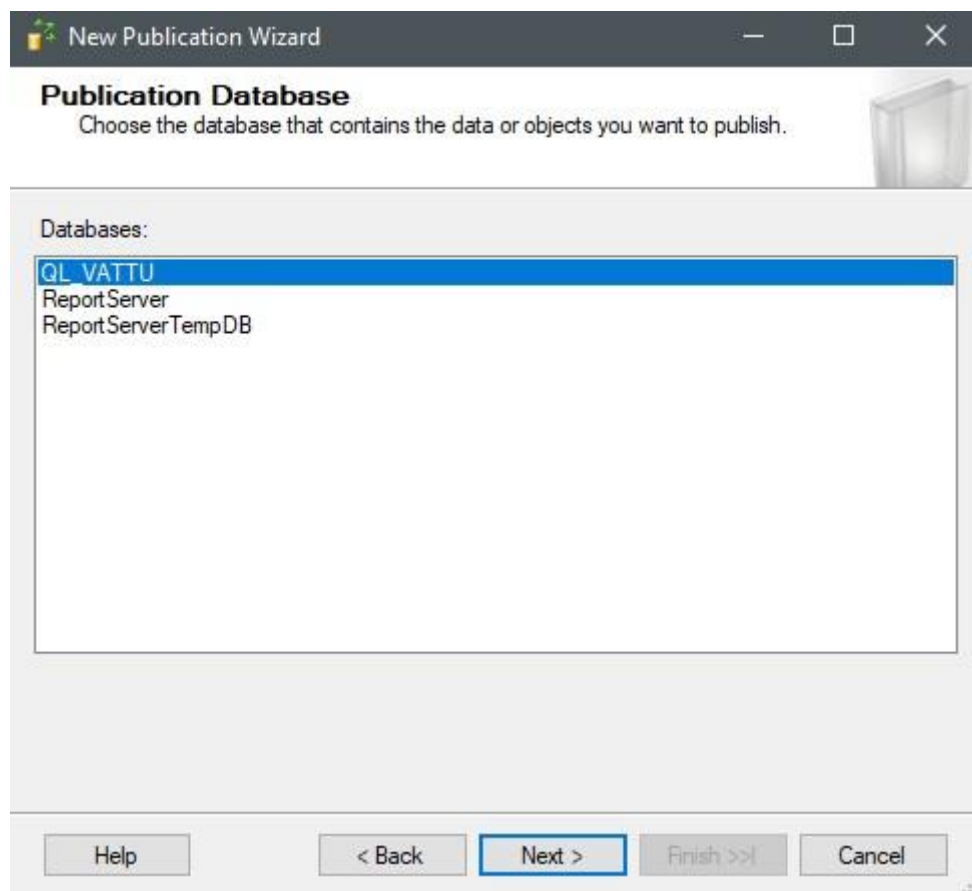 New Publication Wizard
Publication Database
Choose the database that contains the data or objects you want to publish.
Databases:
QL_VATTU
ReportServer
ReportServerTempDB
Help
< Back
Next >
Finish >>|
Cancel